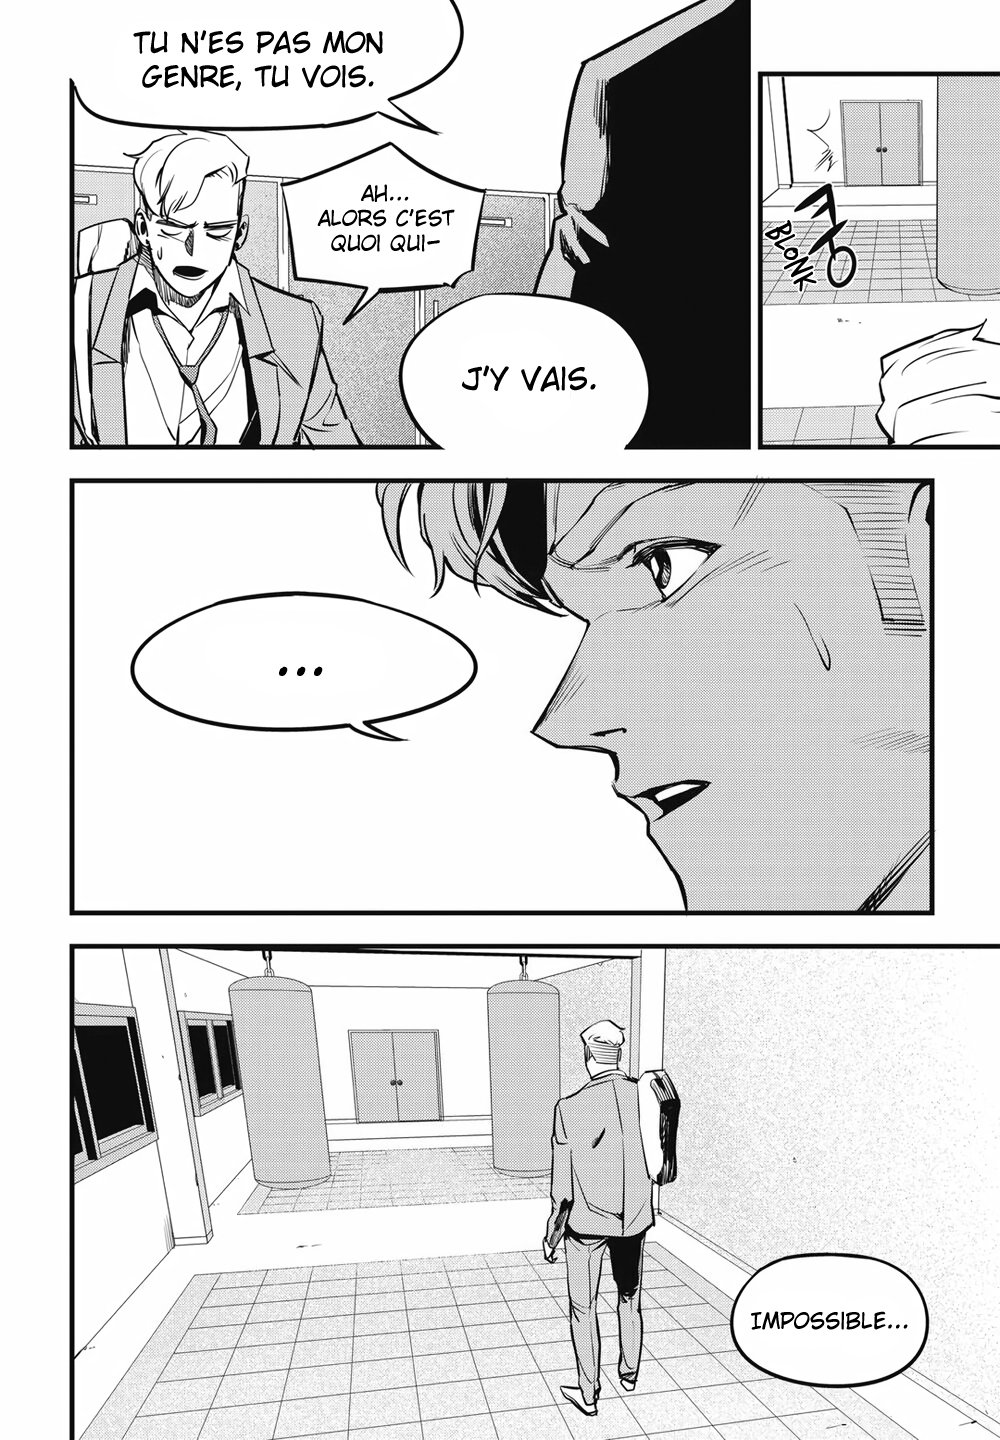 TU N'ES PAS MON
GENRE, TU VOIS.
AH...
ALORS C'EST
QUOI QUI-
J'Y VAIS.
BLONK
...
IMPOSSIBLE...